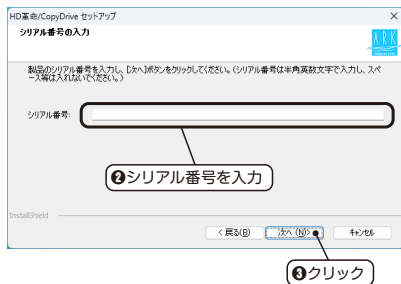 HD革命/CopyDrive セットアップ
シリアル番号の入力
ARK
製品のシリアル番号を入力し、[次へ]ボタンをクリックしてください。(シリアル番号は半角英数文字で入力し、スペ
ース等は入れないでください。)
シリアル番号:
❷シリアル番号を入力
InstallShield
< 戻る(B)
次へ (N)>
キャンセル
❸クリック